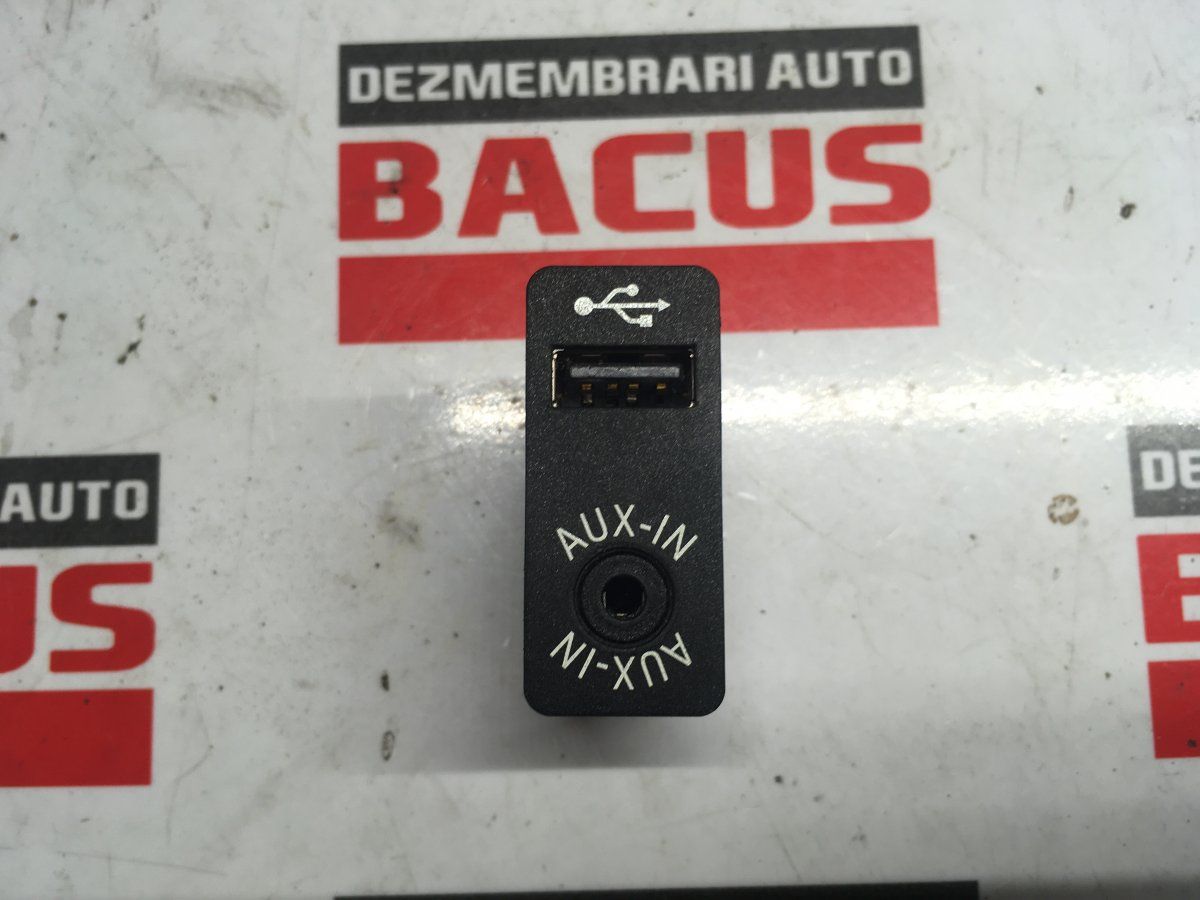 DEZMEMBRARI AUTO
BACUS
AUTO
US
DE
B
AUX-IN
AUX-IN